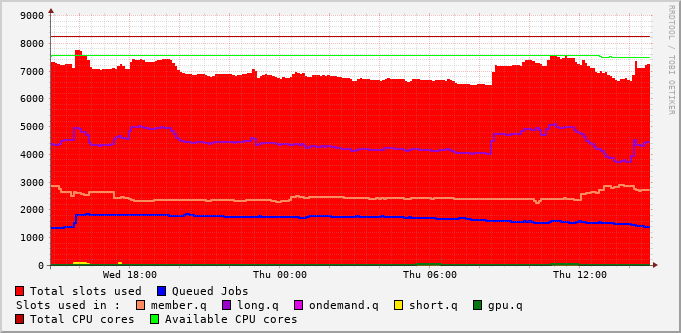 9000
8000
7000
6000
5000
4000
3000
2000
1000
0
Wed 18:00 Thu 00:00 Thu 06:00 Thu 12:00
RRDTOOL / TOBI OETIKER
Total slots used Queued Jobs
Slots used in : member.q long.q ondemand.q short.q gpu.q
Total CPU cores Available CPU cores